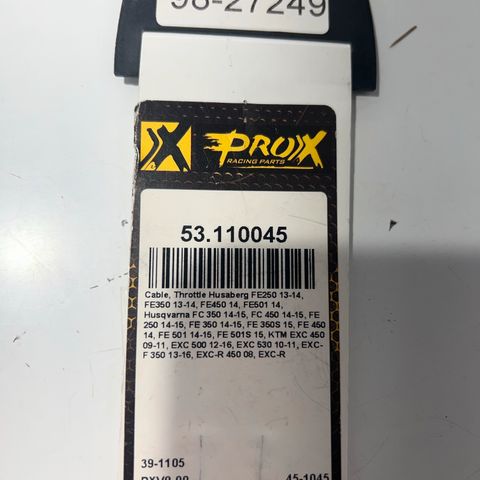 98-27249
PROX
RACING PARTS
53.110045
Cable, Throttle Husaberg FE250 13-14,
FE350 13-14, FE450 14, FE501 14,
Husqvarna FC 350 14-15, FC 450 14-15, FE
250 14-15, FE 350 14-15, FE 350S 15, FE 450
14, FE 501 14-15, FE 501S 15, KTM EXC 450
09-11, EXC 500 12-16, EXC 530 10-11, EXC-
F 350 13-16, EXC-R 450 08, EXC-R
39-1105
45-1045